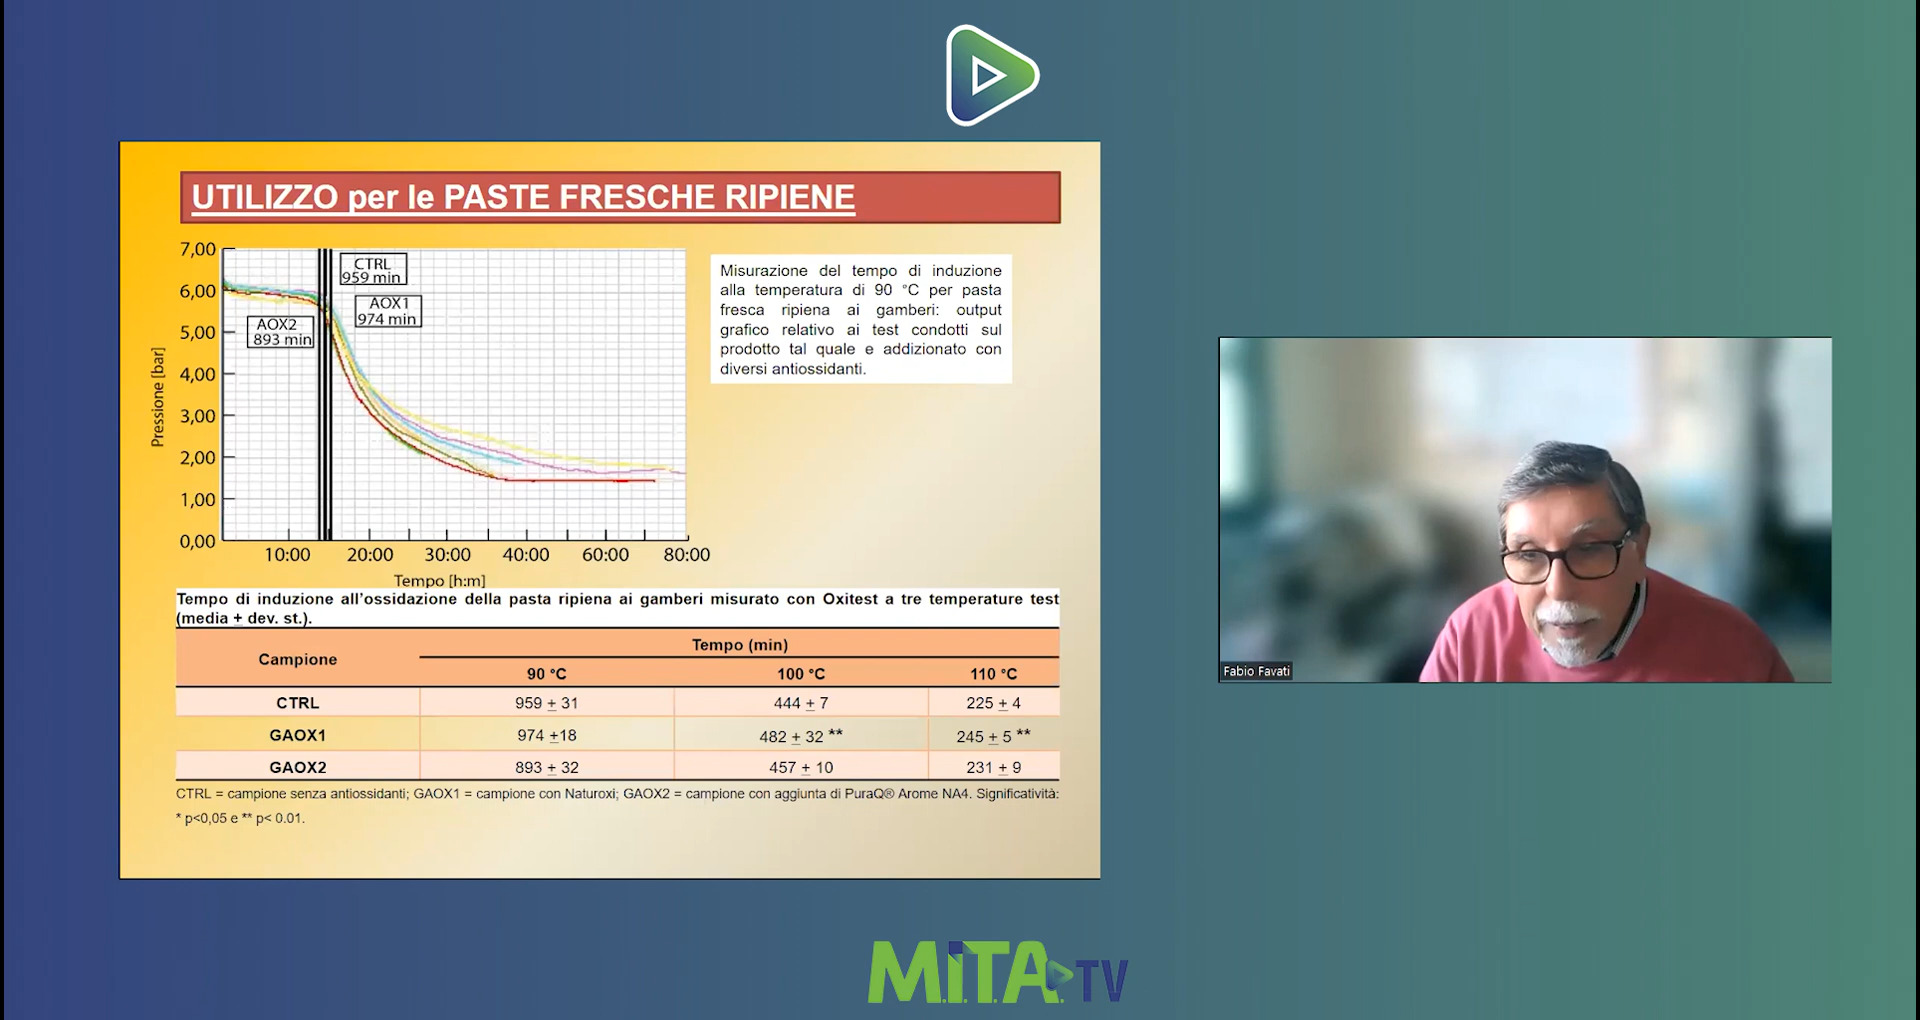 UTILIZZO per le PASTE FRESCHE RIPIENE
7,00
6,00
5,00
4,00
3,00
2,00
1,00
0,00
Pressione [bar]
CTRL
959 min
AOX1
974 min
AOX2
893 min
10:00 20:00 30:00 40:00 60:00 80:00
Tempo [h:m]
Misurazione del tempo di induzione
alla temperatura di 90 °C per pasta
fresca ripiena ai gamberi: output
grafico relativo ai test condotti sul
prodotto tal quale e addizionato con
diversi antiossidanti.
Tempo di induzione all'ossidazione della pasta ripiena ai gamberi misurato con Oxitest a tre temperature test
(media ± dev. st.).
Campione Tempo (min)
90 °C 100 °C 110 °C
CTRL 959 ± 31 444 ± 7 225 ± 4
GAOX1 974 ±18 482 ± 32 ** 245 ± 5 **
GAOX2 893 ± 32 457 ± 10 231 ± 9
CTRL = campione senza antiossidanti; GAOX1 = campione con Naturoxi; GAOX2 = campione con aggiunta di PuraQ® Arome NA4. Significatività:
* p<0,05 e ** p< 0.01.
Fabio Favati
M.I.T.A. TV